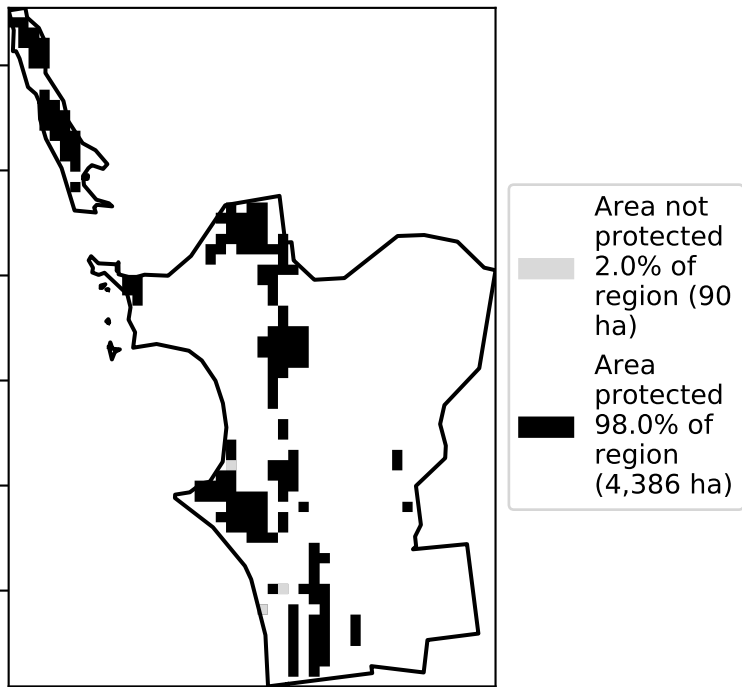 Area not
protected
2.0% of
region (90
ha)
Area
protected
98.0% of
region
(4,386 ha)